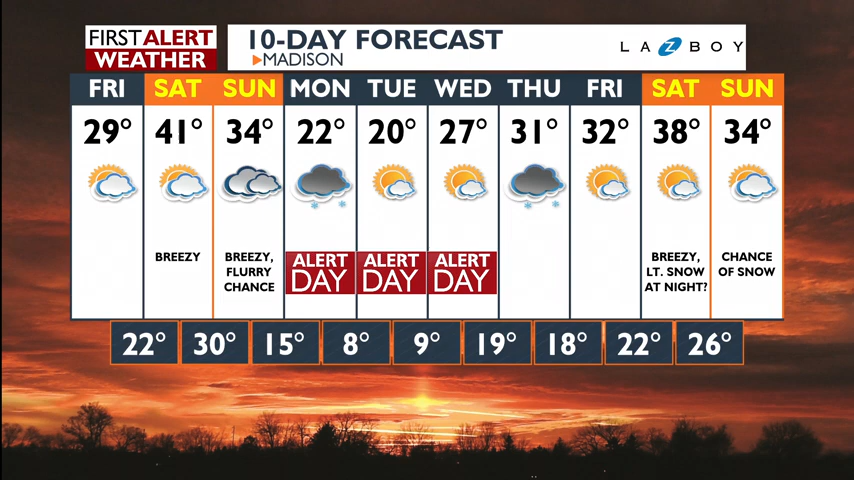 FIRST ALERT
WEATHER
10-DAY FORECAST
MADISON
LA Z BOY
FRI SAT SUN MON TUE WED THU FRI SAT SUN
29° 41° 34° 22° 20° 27° 31° 32° 38° 34°
BREEZY
BREEZY,
FLURRY
CHANCE
ALERT
DAY
ALERT
DAY
ALERT
DAY
BREEZY,
LT. SNOW
AT NIGHT?
CHANCE
OF SNOW
22° 30° 15° 8° 9° 19° 18° 22° 26°